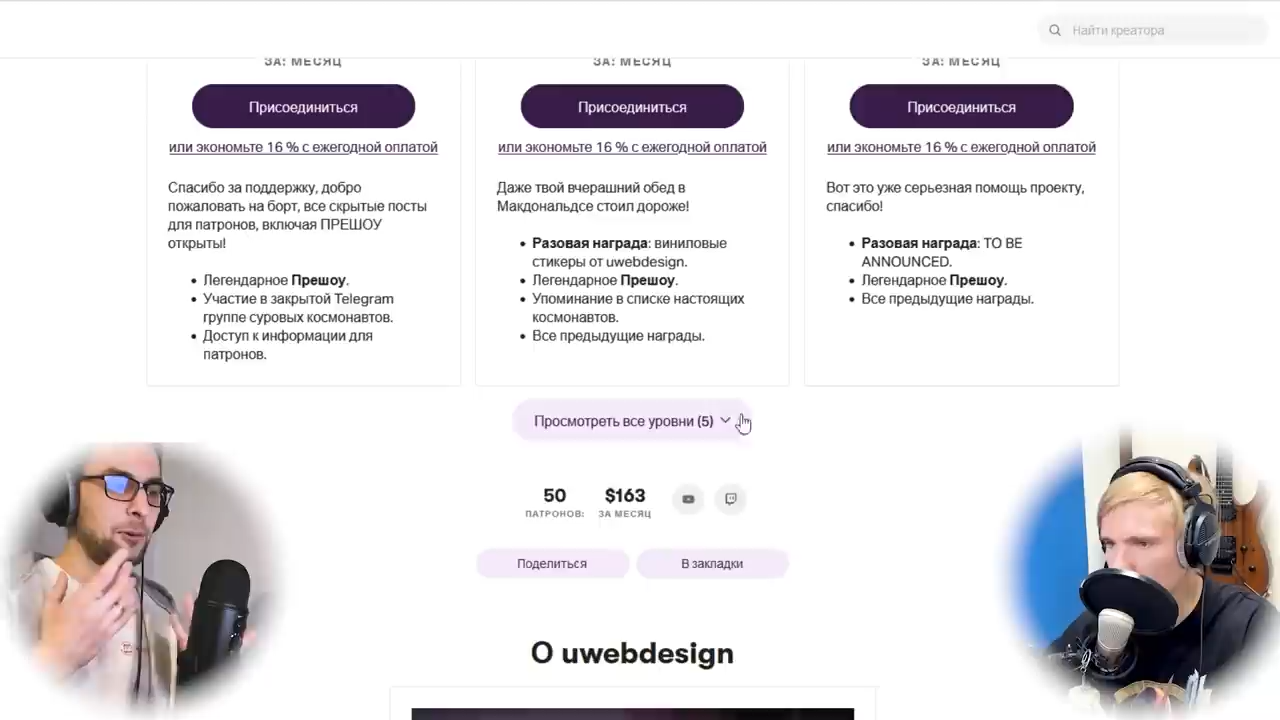 Найти креатора
ЗА: МЕСЯЦ
Присоединиться
или экономьте 16 % с ежегодной оплатой
Спасибо за поддержку, добро
пожаловать на борт, все скрытые посты
для патронов, включая ПРЕШОУ
открыты!
Легендарное Прешоу.
Участие в закрытой Telegram
группе суровых космонавтов.
Доступ к информации для
патронов.
ЗА: МЕСЯЦ
Присоединиться
или экономьте 16 % с ежегодной оплатой
Даже твой вчерашний обед в
Макдональдсе стоил дороже!
Разовая награда: виниловые
стикеры от uwebdesign.
Легендарное Прешоу.
Упоминание в списке настоящих
космонавтов.
Все предыдущие награды.
ЗА: МЕСЯЦ
Присоединиться
или экономьте 16 % с ежегодной оплатой
Вот это уже серьезная помощь проекту,
спасибо!
Разовая награда: TO BE
ANNOUNCED.
Легендарное Прешоу.
Все предыдущие награды.
Просмотреть все уровни (5)
50
ПАТРОНОВ:
$163
ЗА МЕСЯЦ
Поделиться
В закладки
О uwebdesign